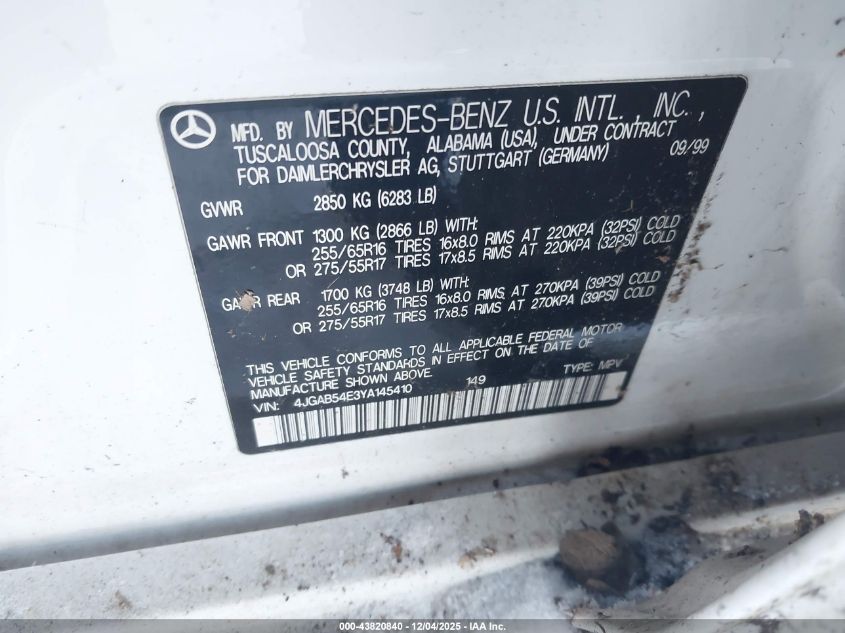 MFD. BY MERCEDES-BENZ U.S. INTL., INC.,
TUSCALOOSA COUNTY, ALABAMA (USA), UNDER CONTRACT
FOR DAIMLERCHRYSLER AG, STUTTGART (GERMANY) 09/99
GVWR 2850 KG (6283 LB)
GAWR FRONT 1300 KG (2866 LB) WITH:
255/65R16 TIRES 16x8.0 RIMS AT 220KPA (32PSI) COLD
OR 275/55R17 TIRES 17x8.5 RIMS AT 220KPA (32PSI) COLD
GAWR REAR 1700 KG (3748 LB) WITH:
255/65R16 TIRES 16x8.0 RIMS AT 270KPA (39PSI) COLD
OR 275/55R17 TIRES 17x8.5 RIMS AT 270KPA (39PSI) COLD
THIS VEHICLE CONFORMS TO ALL APPLICABLE FEDERAL MOTOR
VEHICLE SAFETY STANDARDS IN EFFECT ON THE DATE OF
MANUFACTURE SHOWN ABOVE. TYPE: MPV
VIN: 4JGAB54E3YA145410 149
000-43820840 - 12/04/2025 - IAA Inc.